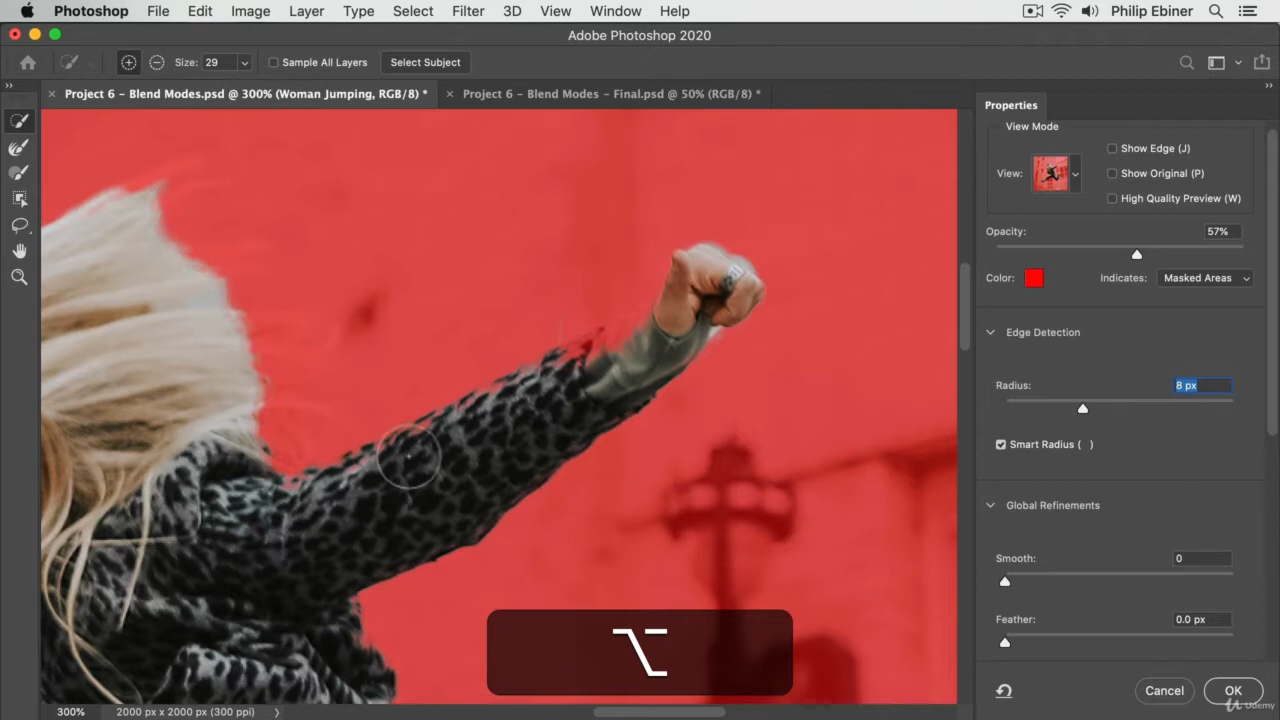 Photoshop File Edit Image Layer Type Select Filter 3D View Window Help Philip Ebiner
Adobe Photoshop 2020
Size: 29 Sample All Layers Select Subject
Project 6 – Blend Modes.psd @ 300% (Woman Jumping, RGB/8) * Project 6 – Blend Modes – Final.psd @ 50% (RGB/8) *
Properties
View Mode
Show Edge (J)
View:
Show Original (P)
High Quality Preview (W)
Opacity: 57%
Color: Indicates: Masked Areas
Edge Detection
Radius: 8 px
Smart Radius ( )
Global Refinements
Smooth: 0
Feather: 0.0 px
Cancel OK
Udemy
300% 2000 px x 2000 px (300 ppi)